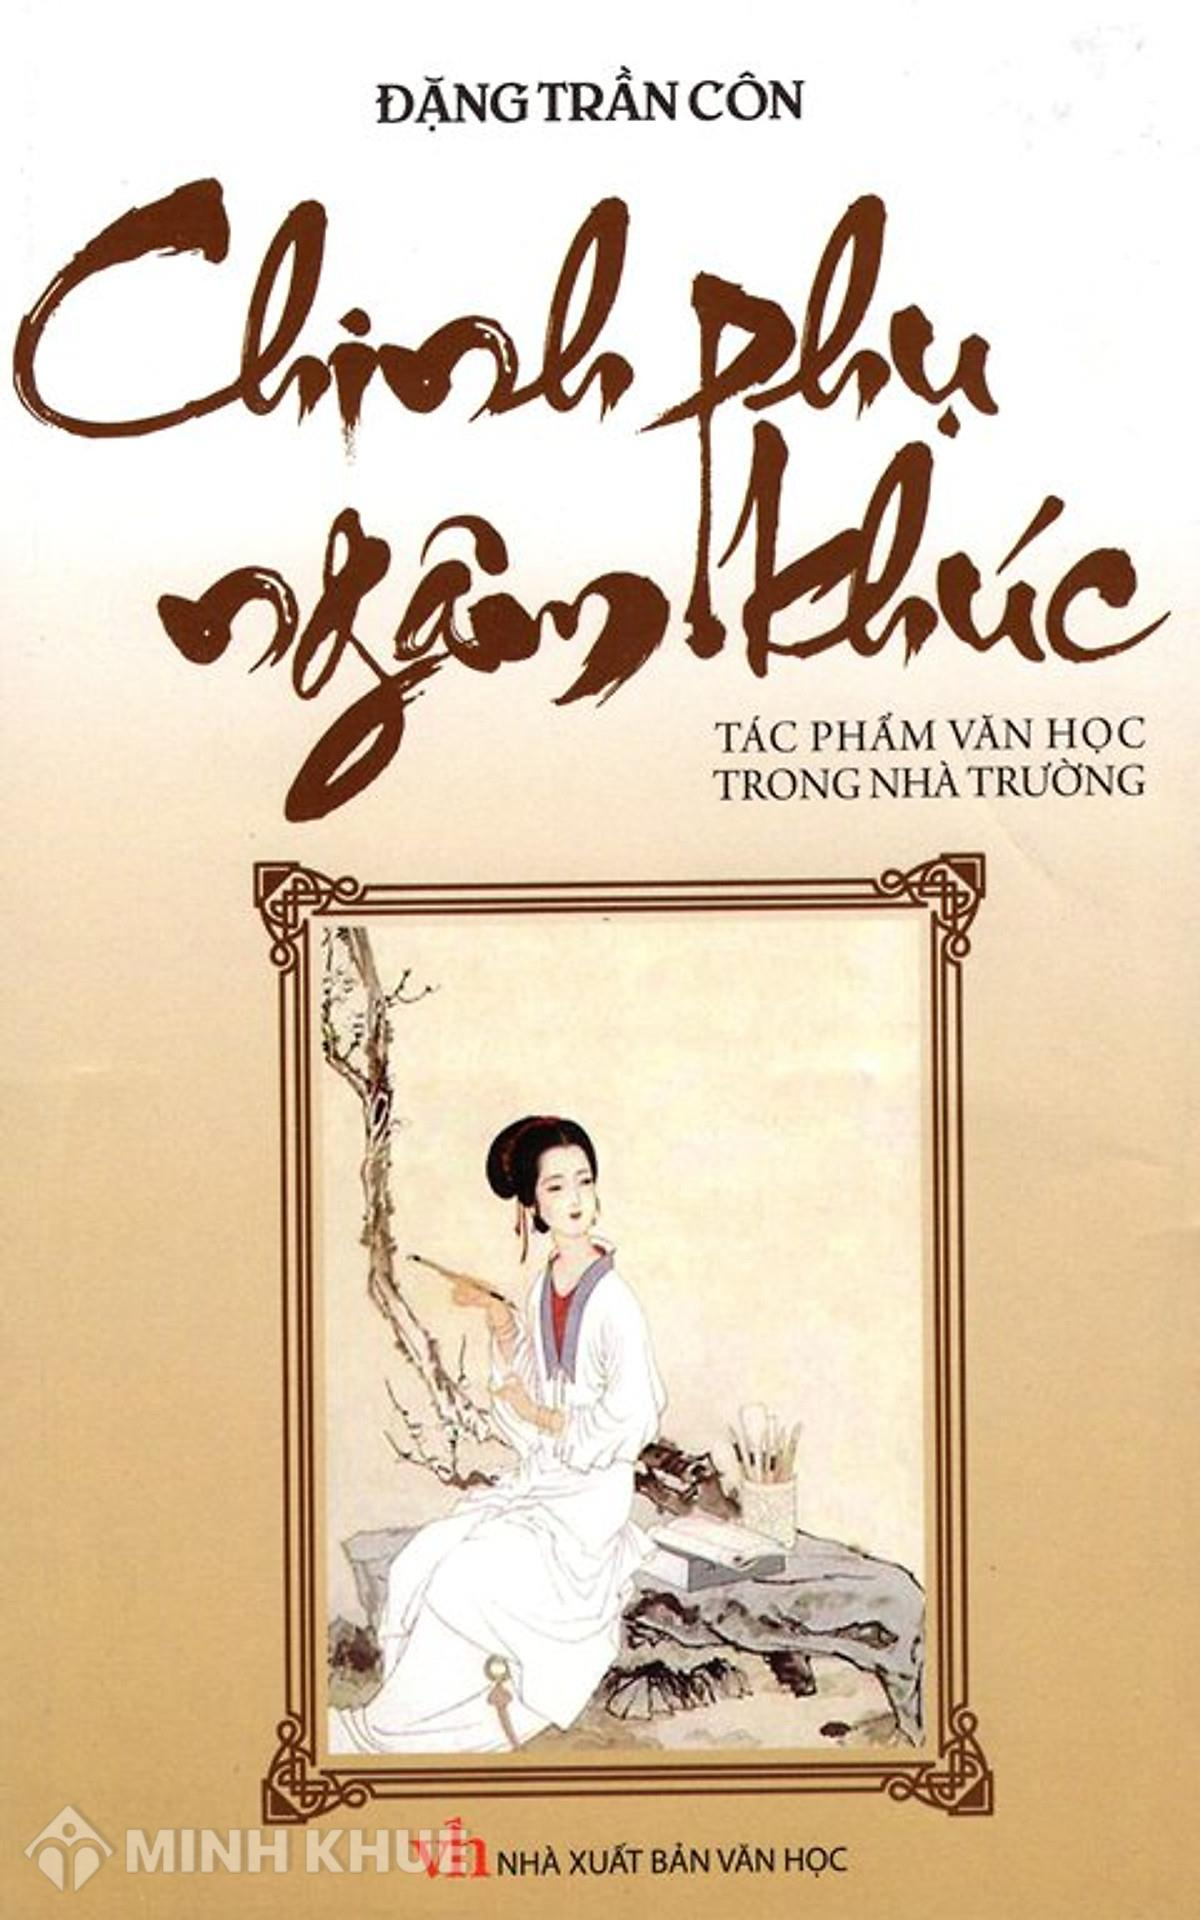 ĐẶNG TRẦN CÔN
Chinh phụ
ngâm khúc
TÁC PHẨM VĂN HỌC
TRONG NHÀ TRƯỜNG
MINH KHUÊ
vh NHÀ XUẤT BẢN VĂN HỌC